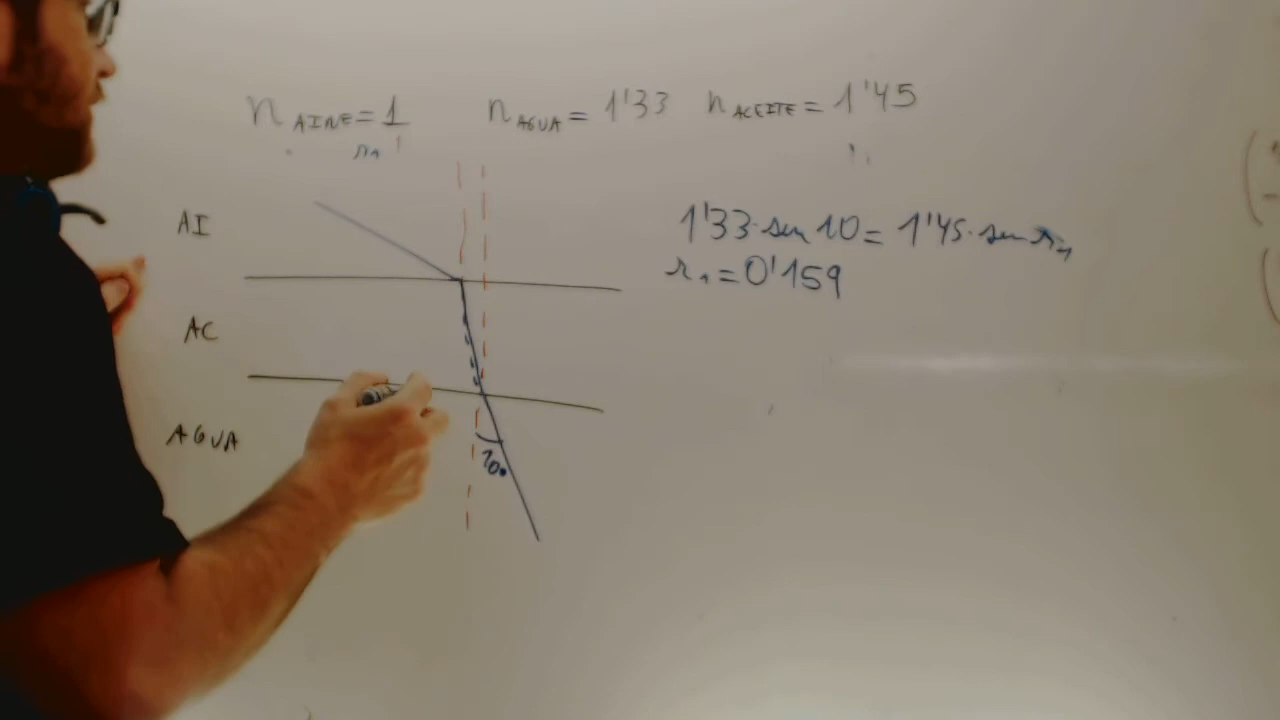 n AIRE = 1 n AGUA = 1'33 n ACEITE = 1'45
AI
1'33 · sen 10 = 1'45 · sen r₁
r₁ = 0'159
AC
AGUA
10°